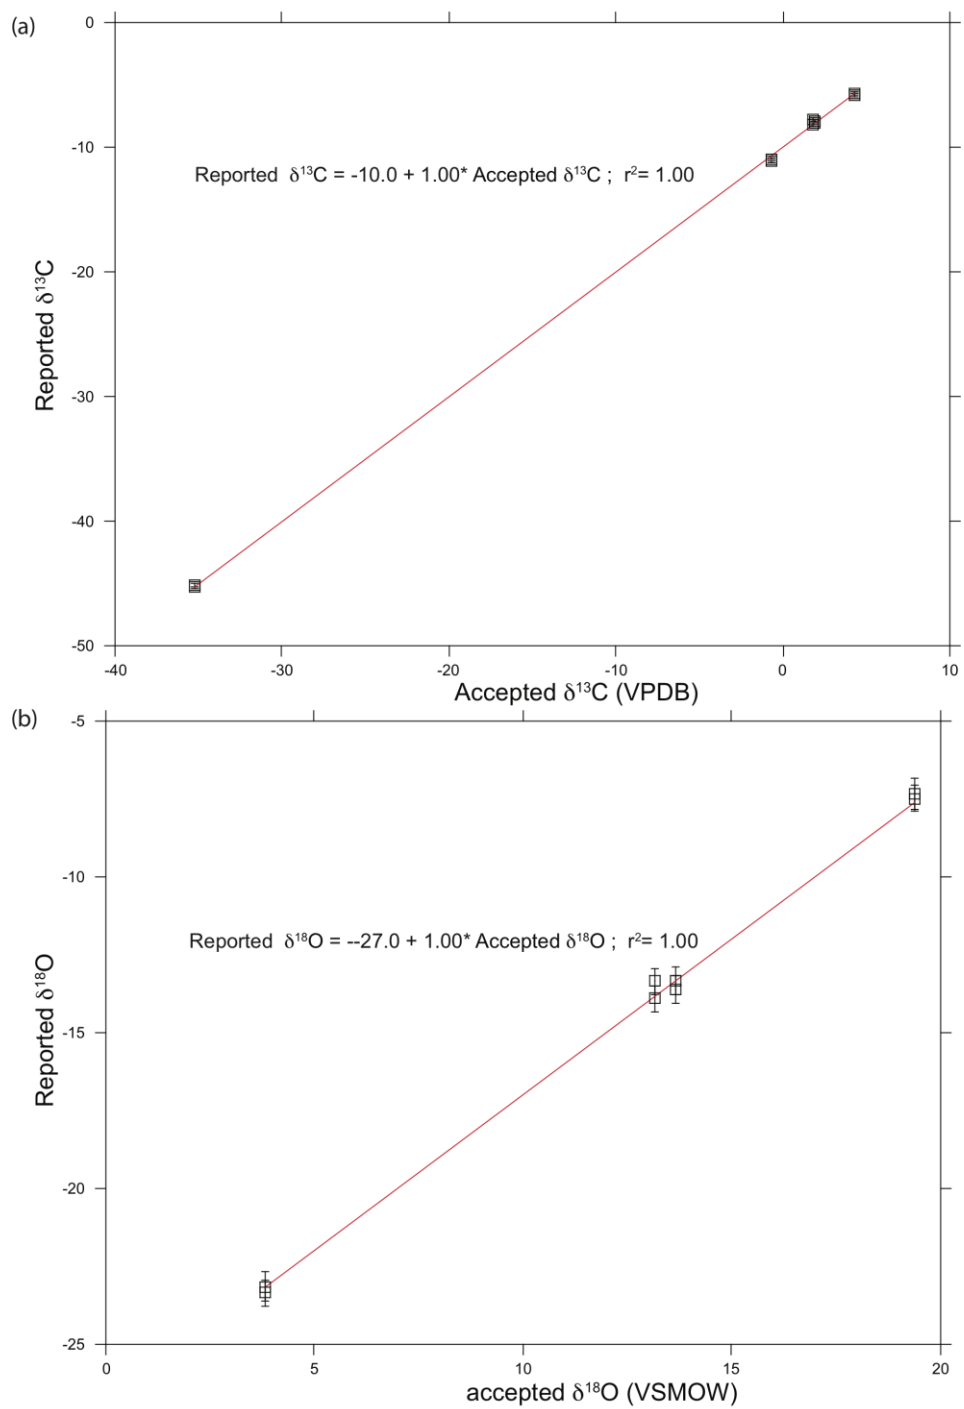 (a)
0
-10
-20
-30
-40
-50
Reported δ¹³C
Reported δ¹³C = -10.0 + 1.00* Accepted δ¹³C ; r²= 1.00
-40 -30 -20 -10 0 10
Accepted δ¹³C (VPDB)
(b)
-5
-10
-15
-20
-25
Reported δ¹⁸O
Reported δ¹⁸O = --27.0 + 1.00* Accepted δ¹⁸O ; r²= 1.00
0 5 10 15 20
accepted δ¹⁸O (VSMOW)